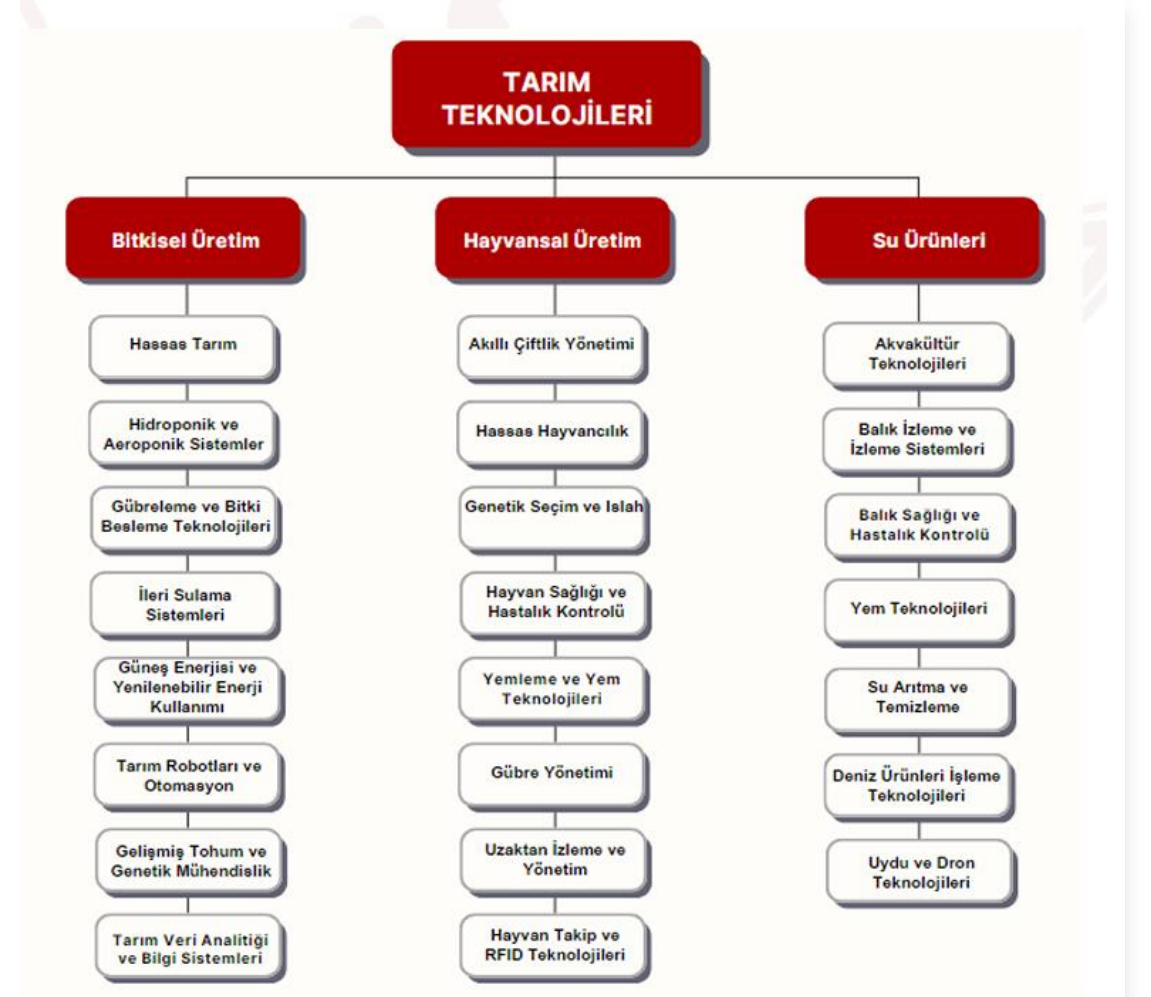 TARIM
TEKNOLOJİLERİ
Bitkisel Üretim
Hassas Tarım
Hidroponik ve
Aeroponik Sistemler
Gübreleme ve Bitki
Besleme Teknolojileri
İleri Sulama
Sistemleri
Güneş Enerjisi ve
Yenilenebilir Enerji
Kullanımı
Tarım Robotları ve
Otomasyon
Gelişmiş Tohum ve
Genetik Mühendislik
Tarım Veri Analitiği
ve Bilgi Sistemleri
Hayvansal Üretim
Akıllı Çiftlik Yönetimi
Hassas Hayvancılık
Genetik Seçim ve Islah
Hayvan Sağlığı ve
Hastalık Kontrolü
Yemleme ve Yem
Teknolojileri
Gübre Yönetimi
Uzaktan İzleme ve
Yönetim
Hayvan Takip ve
RFID Teknolojileri
Su Ürünleri
Akvakültür
Teknolojileri
Balık İzleme ve
İzleme Sistemleri
Balık Sağlığı ve
Hastalık Kontrolü
Yem Teknolojileri
Su Arıtma ve
Temizleme
Deniz Ürünleri İşleme
Teknolojileri
Uydu ve Dron
Teknolojileri